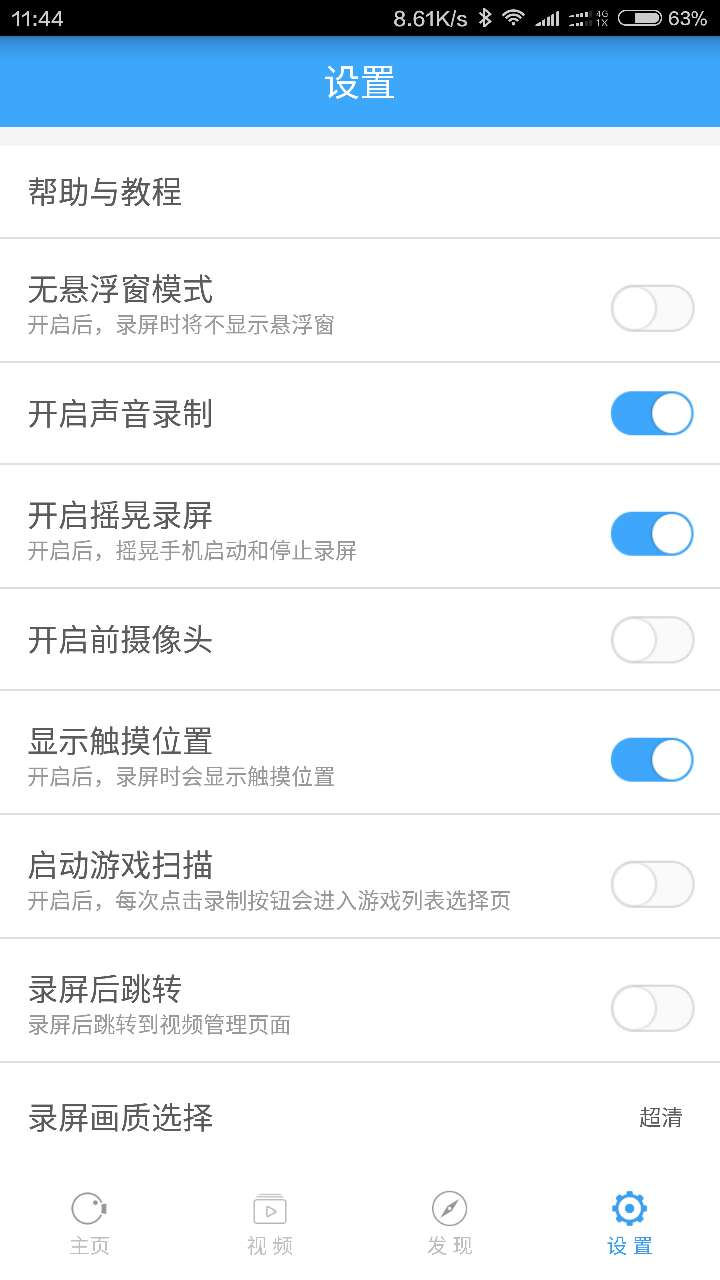 11:44 8.61K/s 4G 1X 63%
设置
帮助与教程
无悬浮窗模式
开启后，录屏时将不显示悬浮窗
开启声音录制
开启摇晃录屏
开启后，摇晃手机启动和停止录屏
开启前摄像头
显示触摸位置
开启后，录屏时会显示触摸位置
启动游戏扫描
开启后，每次点击录制按钮会进入游戏列表选择页
录屏后跳转
录屏后跳转到视频管理页面
录屏画质选择 超清
主页 视频 发现 设置